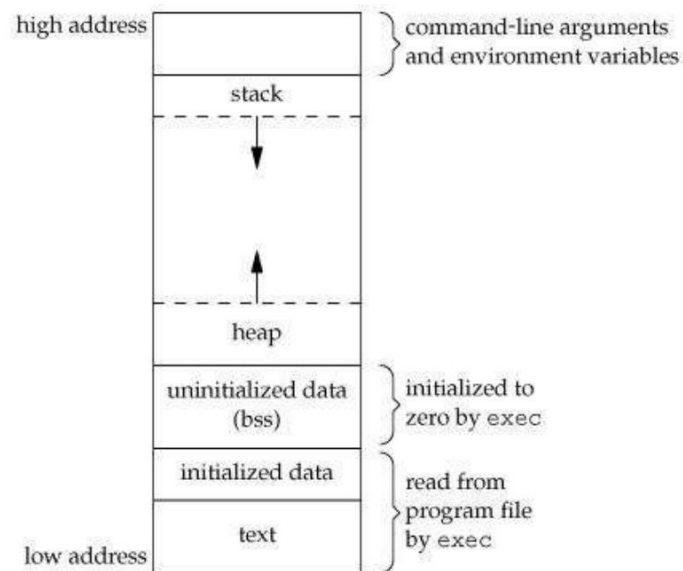 high address
command-line arguments
and environment variables
stack
heap
uninitialized data
(bss)
initialized to
zero by exec
initialized data
read from
program file
by exec
text
low address